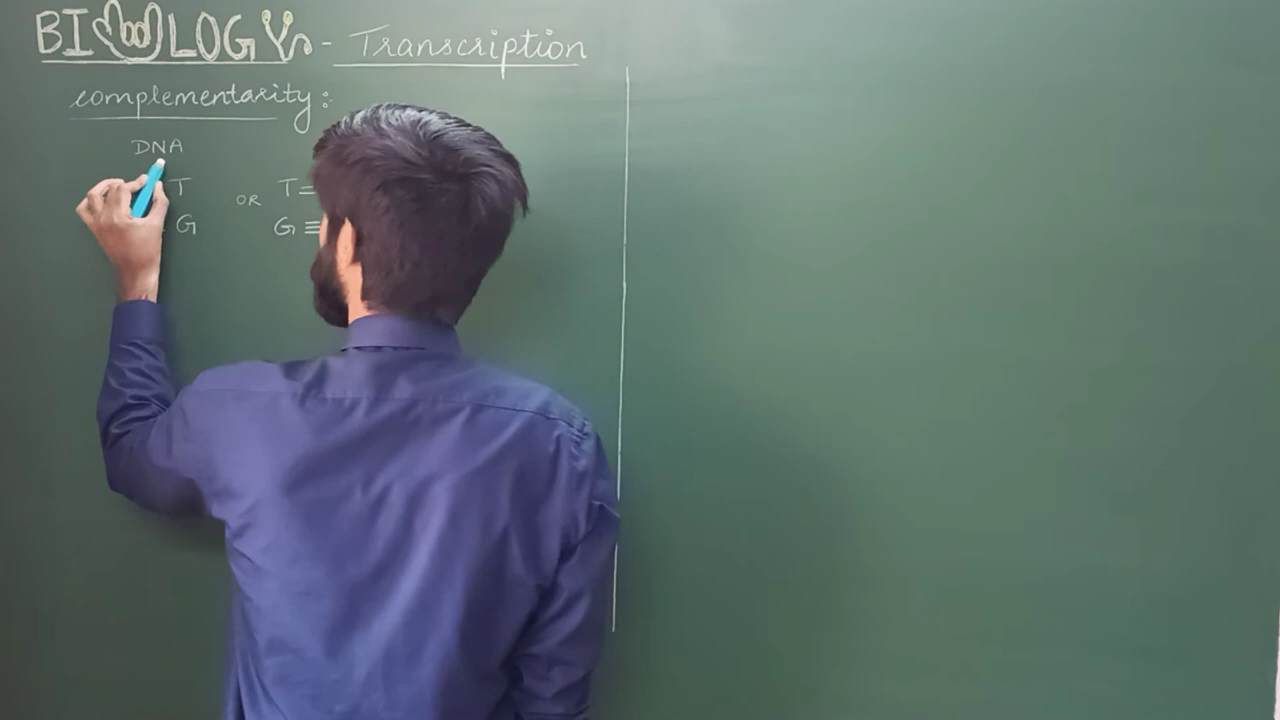 BIOLOGY - Transcription
complementarity:
DNA
T OR T=
G G≡